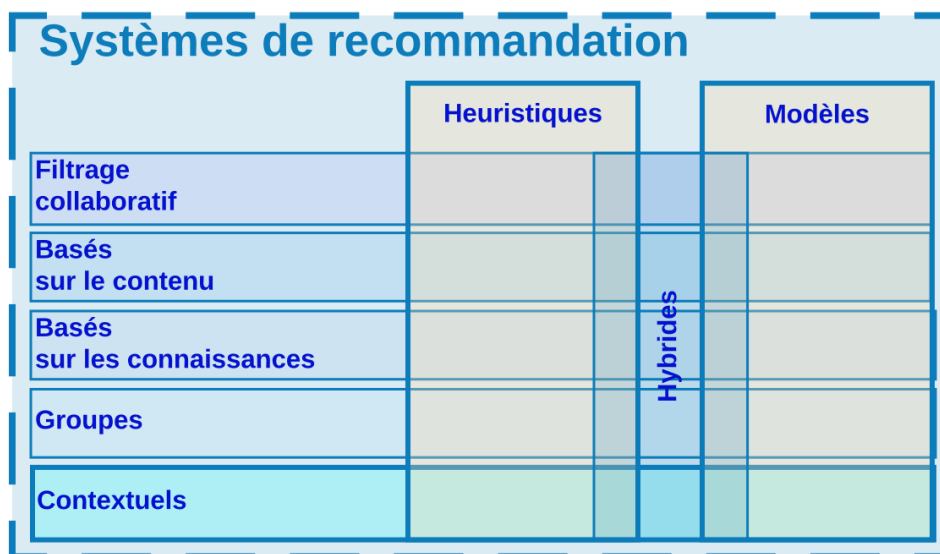 Systèmes de recommandation
Heuristiques
Modèles
Filtrage
collaboratif
Basés
sur le contenu
Basés
sur les connaissances
Hybrides
Groupes
Contextuels